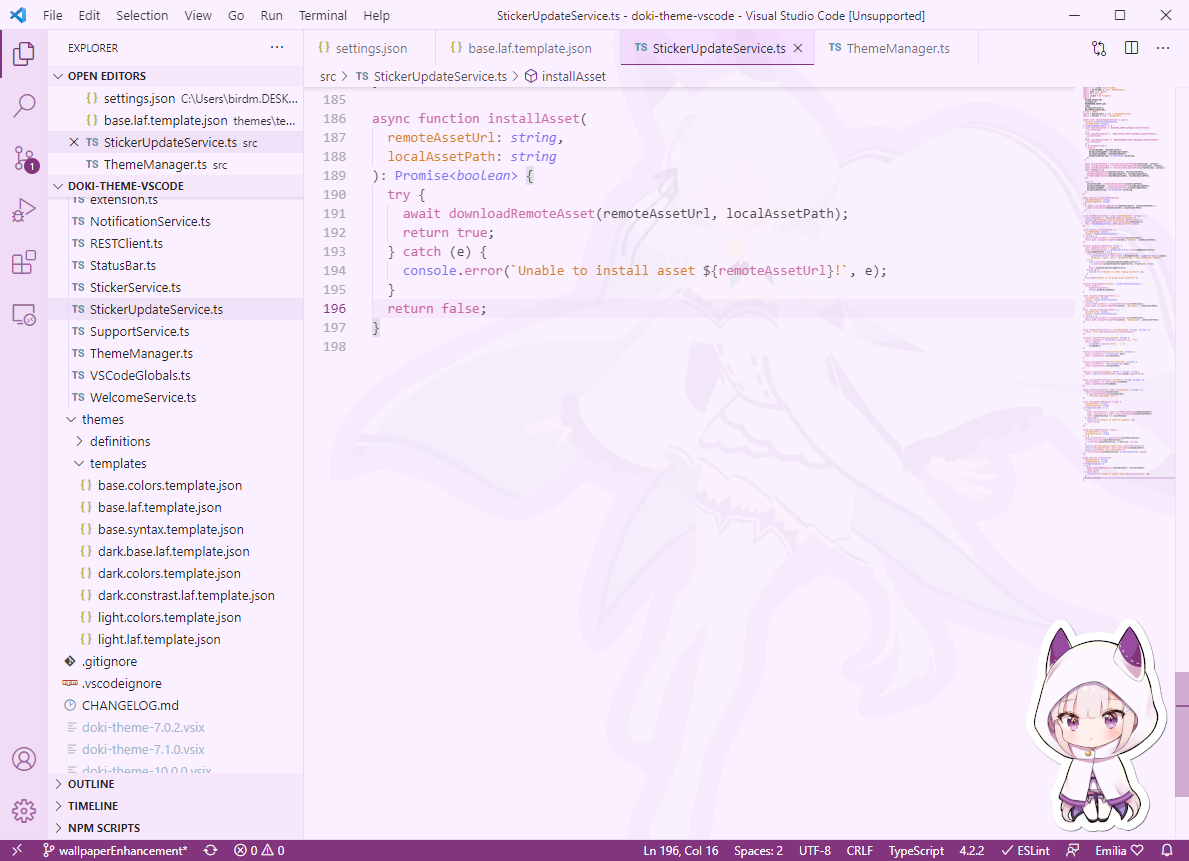 File Edit Selection View Go Run Terminal Help StickerUpdateService.ts - doki-theme-vscode - Visual Studio Code [Unsupported]
EXPLORER
OPEN EDITORS
settings.json C:\Users\birdm.DESK...
base.laf.template.json themes\te...
StickerUpdateService.ts src
TS ThemeManager.ts src
DOKI-THEME-VSCODE
TS extension.ts
TS NotificationService.ts
TS RESTClient.ts
TS StatusBar.ts
TS StickerService.ts
TS StickerUpdateService.ts
TS SupportService.ts
TS ThemeManager.ts
TS VSCodeGlobals.ts
TS WelcomeService.ts
themes
definitions
templates
{} base.colors.template.json
{} base.laf.template.json
{} base.syntax.template.json
{} dark.base.laf.template.json
{} dark.colors.template.json
{} dark.constrast.laf.template.json
{} light.colors.template.json
{} light.laf.template.json
.gitignore
npm .vscodeignore
CHANGELOG.md
doki-theme-7.0.2.vsix
doki-theme-7.1.0.vsix
doki-theme-10.0.0.vsix
OUTLINE
TIMELINE
NPM SCRIPTS
1
{} settings.json {} base.laf.template.json TS StickerUpdateService.ts TS ThemeManager.ts
src > TS StickerUpdateService.ts > installAsset
185
186 async function installAsset(
187 remoteAssetUrl: string,
188 localAssetPath: string
189 ): Promise<boolean> {
190 try {
191 await downloadRemoteAsset(remoteAssetUrl, localAssetPath);
192 return true;
193 } catch (e) {
194 console.error(`Unable to install asset ${remoteAssetUrl}!`, e);
195 }
196 return false;
197 }
198
wallpaperEnhancement* 0 0 Ln 196, Col 16 Spaces: 2 UTF-8 CRLF TypeScript 4.2.2 ESLint Emilia♡